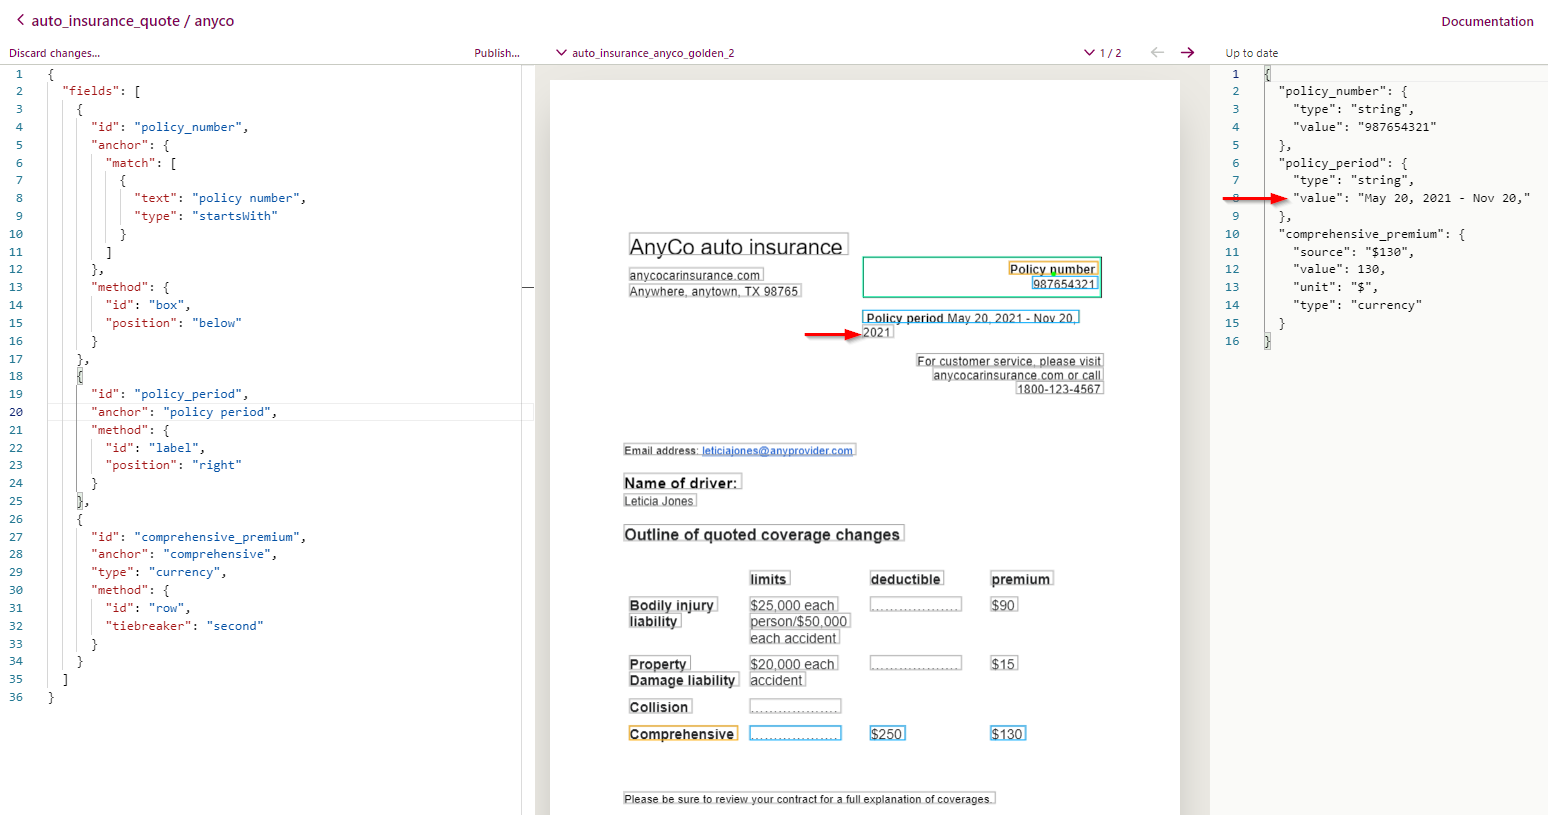 auto_insurance_quote / anyco
Documentation
Discard changes...
Publish...
auto_insurance_anyco_golden_2
1 / 2
Up to date
1 {
2 "fields": [
3 {
4 "id": "policy_number",
5 "anchor": {
6 "match": [
7 {
8 "text": "policy number",
9 "type": "startsWith"
10 }
11 ]
12 },
13 "method": {
14 "id": "box",
15 "position": "below"
16 }
17 },
18 {
19 "id": "policy_period",
20 "anchor": "policy period",
21 "method": {
22 "id": "label",
23 "position": "right"
24 }
25 },
26 {
27 "id": "comprehensive_premium",
28 "anchor": "comprehensive",
29 "type": "currency",
30 "method": {
31 "id": "row",
32 "tiebreaker": "second"
33 }
34 }
35 ]
36 }
AnyCo auto insurance
anycocarinsurance.com
Anywhere, anytown, TX 98765
Policy number
987654321
Policy period May 20, 2021 - Nov 20,
2021
For customer service, please visit
anycocarinsurance.com or call
1800-123-4567
Email address: leticiajones@anyprovider.com
Name of driver:
Leticia Jones
Outline of quoted coverage changes
limits deductible premium
Bodily injury $25,000 each .................. $90
liability person/$50,000
each accident
Property $20,000 each .................. $15
Damage liability accident
Collision ..................
Comprehensive .................. $250 $130
Please be sure to review your contract for a full explanation of coverages.
1 {
2 "policy_number": {
3 "type": "string",
4 "value": "987654321"
5 },
6 "policy_period": {
7 "type": "string",
8 "value": "May 20, 2021 - Nov 20,"
9 },
10 "comprehensive_premium": {
11 "source": "$130",
12 "value": 130,
13 "unit": "$",
14 "type": "currency"
15 }
16 }